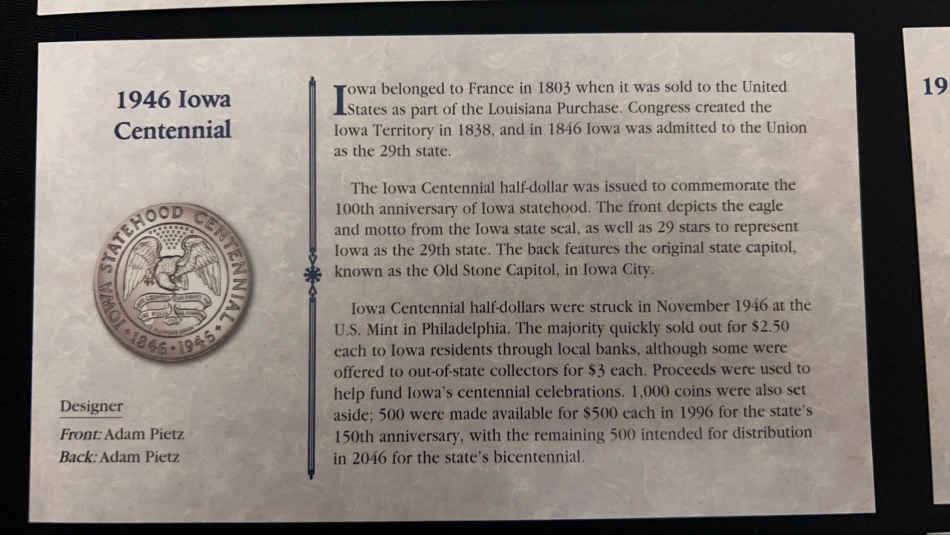 1946 Iowa
Centennial
IOWA STATEHOOD CENTENNIAL
• 1846 • 1946 •
Designer
Front: Adam Pietz
Back: Adam Pietz
Iowa belonged to France in 1803 when it was sold to the United
States as part of the Louisiana Purchase. Congress created the
Iowa Territory in 1838, and in 1846 Iowa was admitted to the Union
as the 29th state.
The Iowa Centennial half-dollar was issued to commemorate the
100th anniversary of Iowa statehood. The front depicts the eagle
and motto from the Iowa state seal, as well as 29 stars to represent
Iowa as the 29th state. The back features the original state capitol,
known as the Old Stone Capitol, in Iowa City.
Iowa Centennial half-dollars were struck in November 1946 at the
U.S. Mint in Philadelphia. The majority quickly sold out for $2.50
each to Iowa residents through local banks, although some were
offered to out-of-state collectors for $3 each. Proceeds were used to
help fund Iowa's centennial celebrations. 1,000 coins were also set
aside; 500 were made available for $500 each in 1996 for the state's
150th anniversary, with the remaining 500 intended for distribution
in 2046 for the state's bicentennial.
19